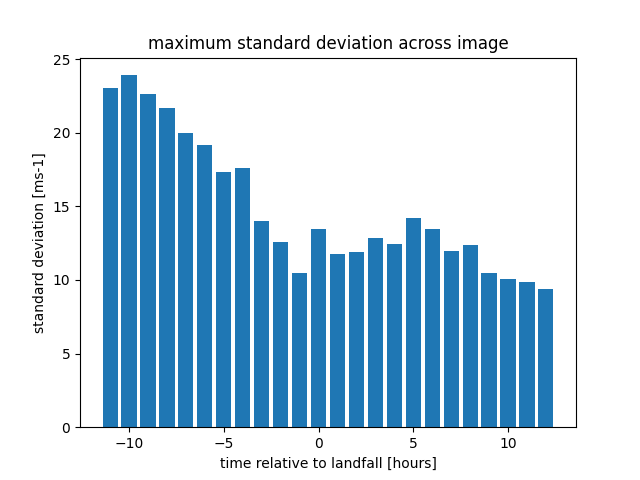 maximum standard deviation across image
25
20
15
10
5
0
standard deviation [ms-1]
−10 −5 0 5 10
time relative to landfall [hours]